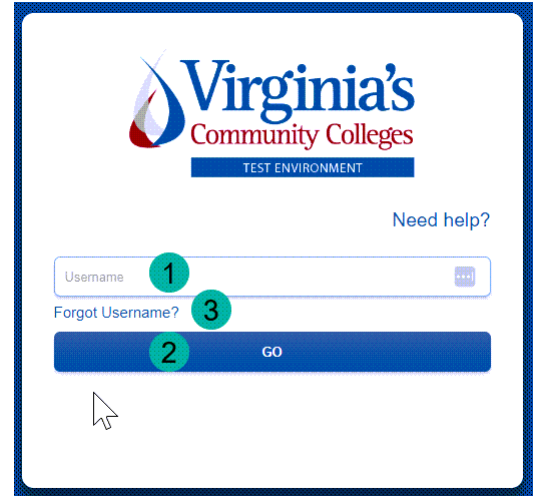 Virginia's
Community Colleges
TEST ENVIRONMENT
Need help?
Username 1
Forgot Username? 3
2 GO